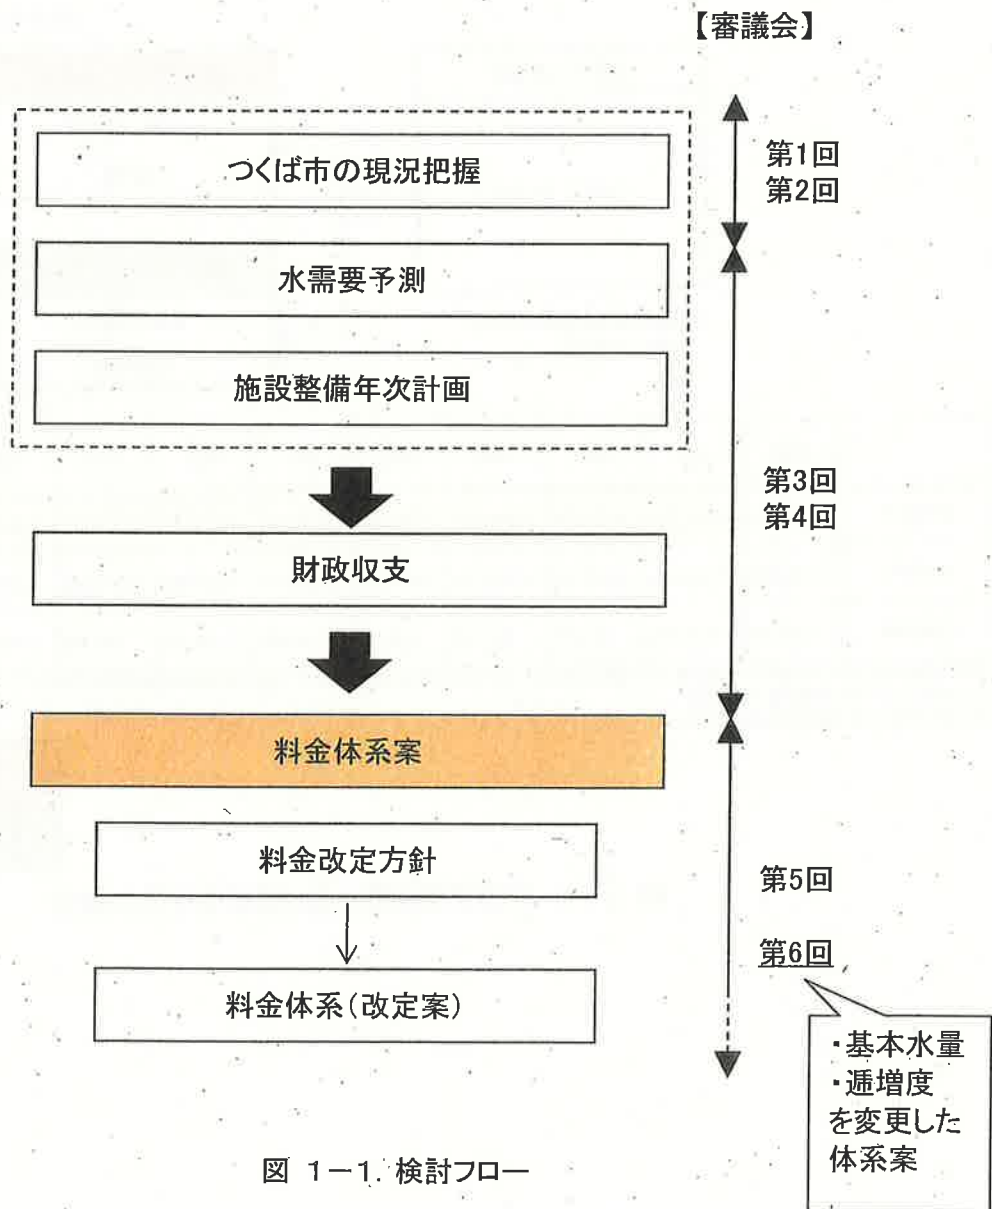 【審議会】
つくば市の現況把握
第1回
第2回
水需要予測
施設整備年次計画
第3回
第4回
財政収支
料金体系案
料金改定方針
第5回
第6回
料金体系(改定案)
・基本水量
・逓増度
を変更した
体系案
図 1-1. 検討フロー